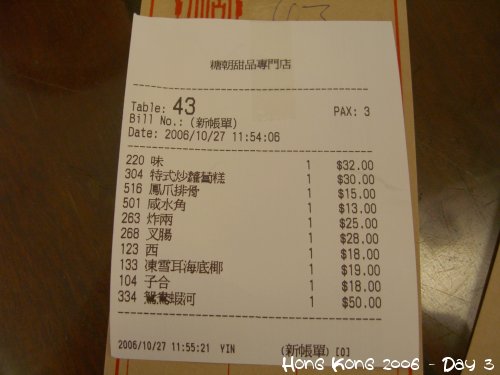 糖朝甜品專門店
Table: 43 PAX: 3
Bill No.: (新帳單)
Date: 2006/10/27 11:54:06
220 味 1 $32.00
304 特式炒蘿蔔糕 1 $30.00
516 鳳爪排骨 1 $15.00
501 咸水角 1 $13.00
263 炸兩 1 $25.00
268 叉腸 1 $28.00
123 西 1 $18.00
133 凍雪耳海底椰 1 $19.00
104 子合 1 $18.00
334 鴛鴦蝦河 1 $50.00
2006/10/27 11:55:21 YIN (新帳單) [0]
Hong Kong 2006 - Day 3